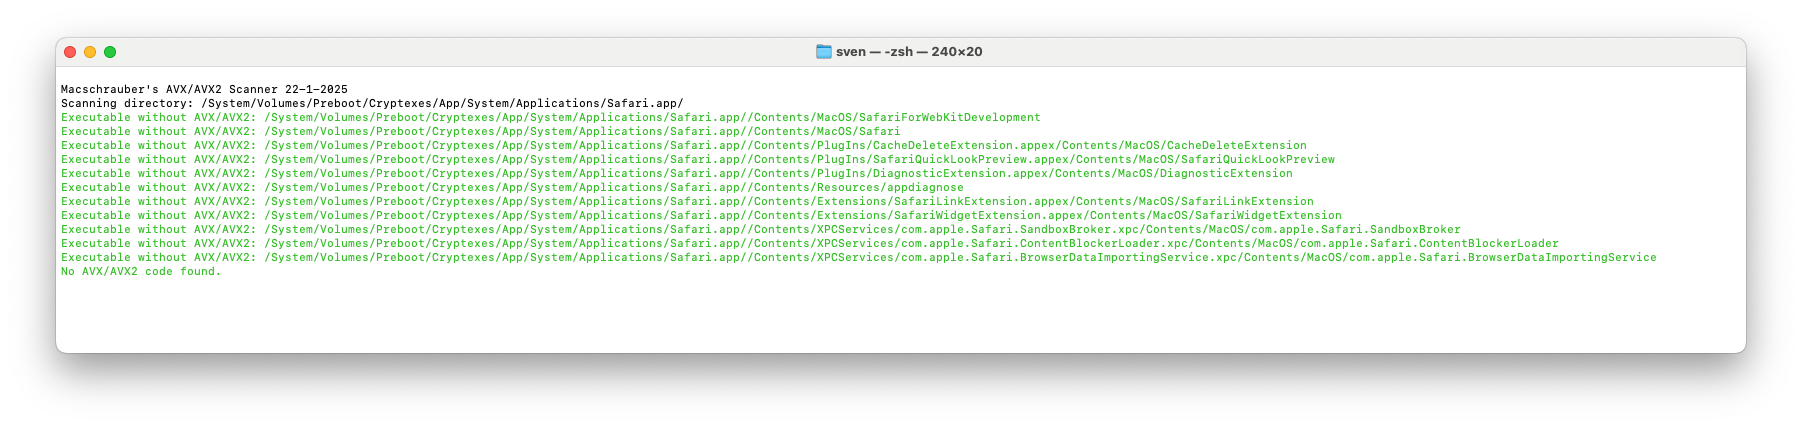 sven — -zsh — 240×20
Macschrauber's AVX/AVX2 Scanner 22-1-2025
Scanning directory: /System/Volumes/Preboot/Cryptexes/App/System/Applications/Safari.app/
Executable without AVX/AVX2: /System/Volumes/Preboot/Cryptexes/App/System/Applications/Safari.app//Contents/MacOS/SafariForWebKitDevelopment
Executable without AVX/AVX2: /System/Volumes/Preboot/Cryptexes/App/System/Applications/Safari.app//Contents/MacOS/Safari
Executable without AVX/AVX2: /System/Volumes/Preboot/Cryptexes/App/System/Applications/Safari.app//Contents/PlugIns/CacheDeleteExtension.appex/Contents/MacOS/CacheDeleteExtension
Executable without AVX/AVX2: /System/Volumes/Preboot/Cryptexes/App/System/Applications/Safari.app//Contents/PlugIns/SafariQuickLookPreview.appex/Contents/MacOS/SafariQuickLookPreview
Executable without AVX/AVX2: /System/Volumes/Preboot/Cryptexes/App/System/Applications/Safari.app//Contents/PlugIns/DiagnosticExtension.appex/Contents/MacOS/DiagnosticExtension
Executable without AVX/AVX2: /System/Volumes/Preboot/Cryptexes/App/System/Applications/Safari.app//Contents/Resources/appdiagnose
Executable without AVX/AVX2: /System/Volumes/Preboot/Cryptexes/App/System/Applications/Safari.app//Contents/Extensions/SafariLinkExtension.appex/Contents/MacOS/SafariLinkExtension
Executable without AVX/AVX2: /System/Volumes/Preboot/Cryptexes/App/System/Applications/Safari.app//Contents/Extensions/SafariWidgetExtension.appex/Contents/MacOS/SafariWidgetExtension
Executable without AVX/AVX2: /System/Volumes/Preboot/Cryptexes/App/System/Applications/Safari.app//Contents/XPCServices/com.apple.Safari.SandboxBroker.xpc/Contents/MacOS/com.apple.Safari.SandboxBroker
Executable without AVX/AVX2: /System/Volumes/Preboot/Cryptexes/App/System/Applications/Safari.app//Contents/XPCServices/com.apple.Safari.ContentBlockerLoader.xpc/Contents/MacOS/com.apple.Safari.ContentBlockerLoader
Executable without AVX/AVX2: /System/Volumes/Preboot/Cryptexes/App/System/Applications/Safari.app//Contents/XPCServices/com.apple.Safari.BrowserDataImportingService.xpc/Contents/MacOS/com.apple.Safari.BrowserDataImportingService
No AVX/AVX2 code found.